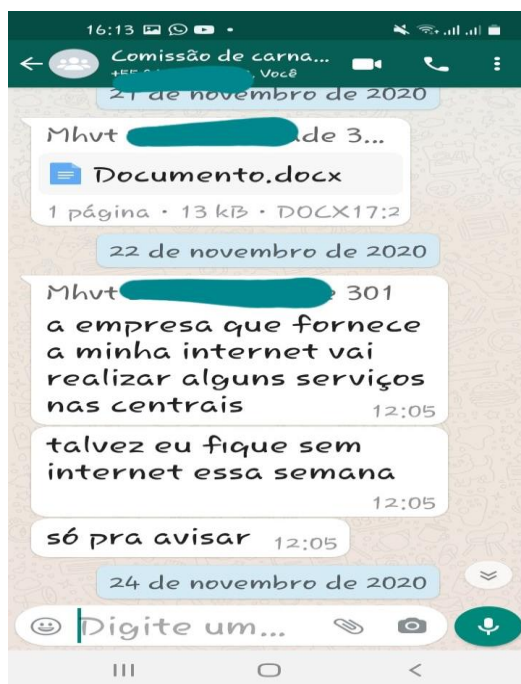 16:13
Comissão de carna...
Você
21 de novembro de 2020
Mhvt de 3...
Documento.docx
1 página • 13 kB • DOCX 17:2
22 de novembro de 2020
Mhvt 301
a empresa que fornece
a minha internet vai
realizar alguns serviços
nas centrais
12:05
talvez eu fique sem
internet essa semana
12:05
só pra avisar 12:05
24 de novembro de 2020
Digite um...